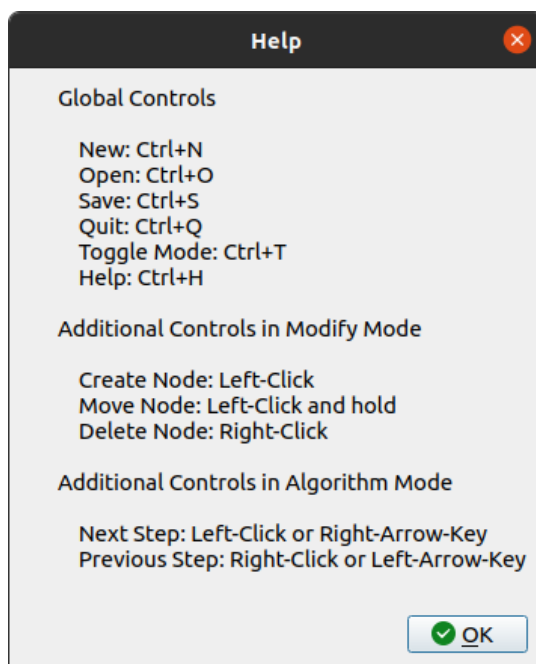 Help
Global Controls
New: Ctrl+N
Open: Ctrl+O
Save: Ctrl+S
Quit: Ctrl+Q
Toggle Mode: Ctrl+T
Help: Ctrl+H
Additional Controls in Modify Mode
Create Node: Left-Click
Move Node: Left-Click and hold
Delete Node: Right-Click
Additional Controls in Algorithm Mode
Next Step: Left-Click or Right-Arrow-Key
Previous Step: Right-Click or Left-Arrow-Key
OK